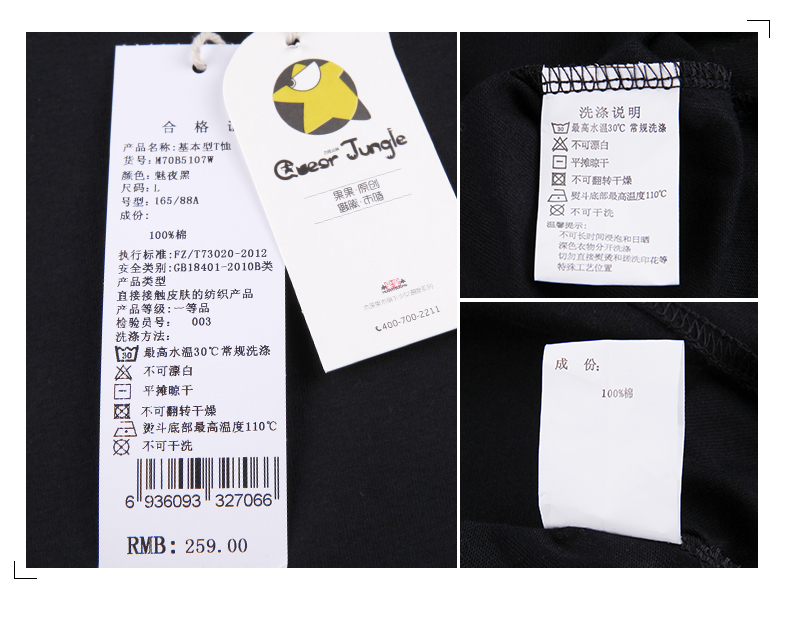 合 格
产品名称:基本型T恤
货号:M70B5107W
颜色:魅夜黑
尺码:L
号型:165/88A
成份:
100%棉
执行标准:FZ/T73020-2012
安全类别:GB18401-2010B类
产品类型
直接接触皮肤的纺织产品
产品等级:一等品
检验员号: 003
洗涤方法:
30 最高水温30℃常规洗涤
不可漂白
平摊晾干
不可翻转干燥
熨斗底部最高温度110℃
不可干洗
6 936093 327066
RMB: 259.00
Queer Jungle
果果·原创
400-700-2211
洗涤说明
30 最高水温30℃ 常规洗涤
不可漂白
平摊晾干
不可翻转干燥
熨斗底部最高温度110℃
不可干洗
温馨提示:
不可长时间浸泡和日晒
深色衣物分开洗涤
切勿直接熨烫和搓洗印花等
特殊工艺位置
成 份:
100%棉